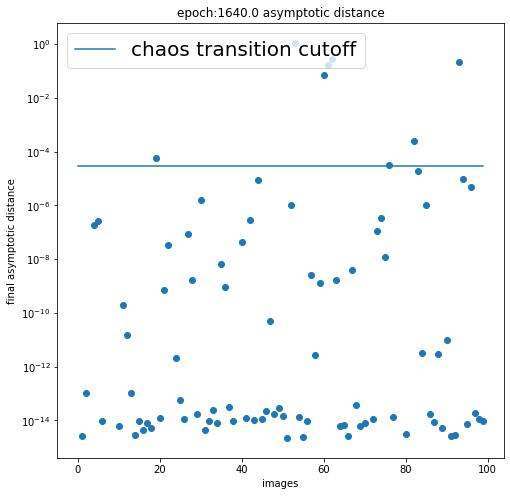 epoch:1640.0 asymptotic distance
chaos transition cutoff
final asymptotic distance
10^0
10^-2
10^-4
10^-6
10^-8
10^-10
10^-12
10^-14
0 20 40 60 80 100
images